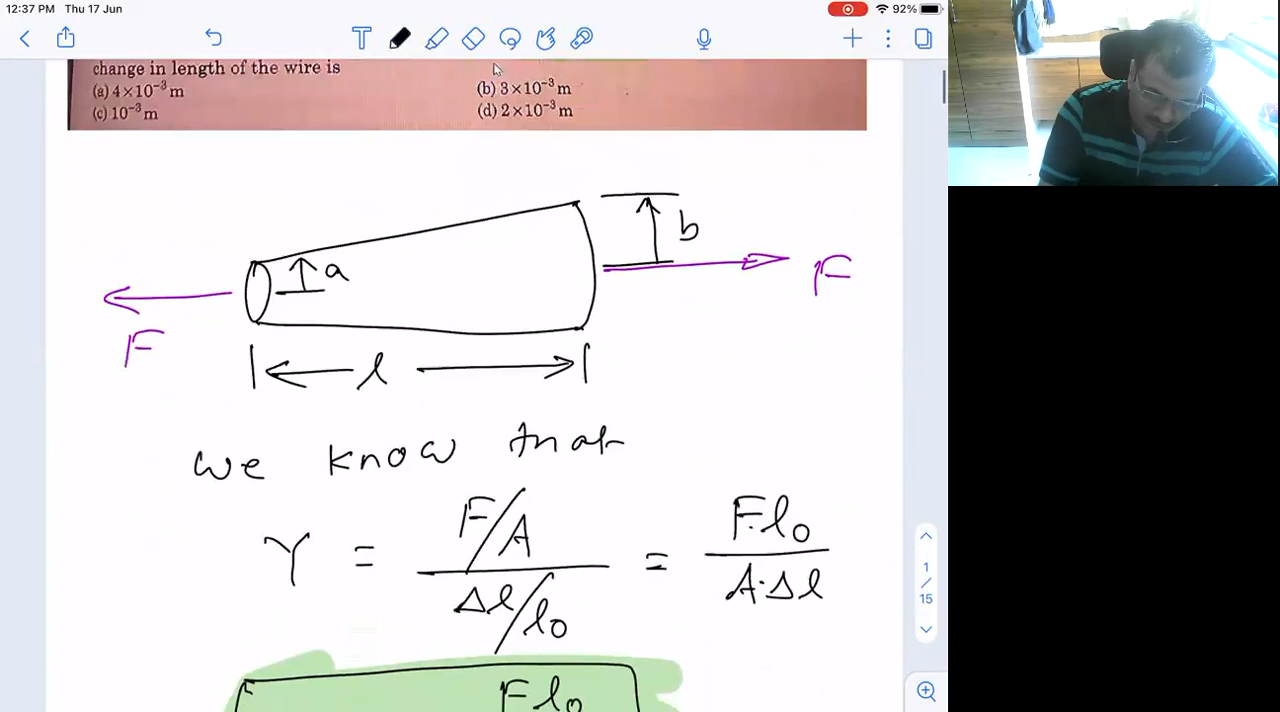 12:37 PM Thu 17 Jun
92%
T
change in length of the wire is
(a) 4×10⁻³ m
(b) 3×10⁻³ m
(c) 10⁻³ m
(d) 2×10⁻³ m
b
a
F
F
l
we know that
Y = F/A / Δl/l₀ = F.l₀ / A.Δl
F l₀
1
/
15